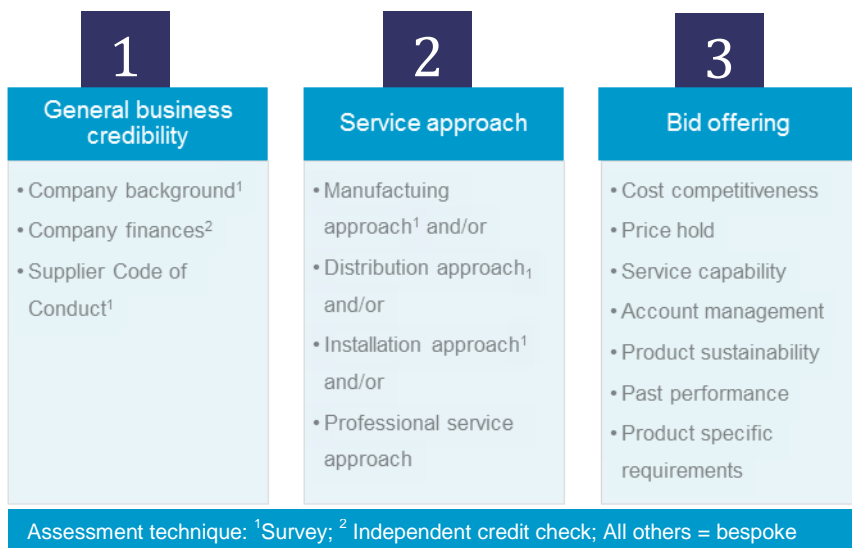 1
General business
credibility
• Company background¹
• Company finances²
• Supplier Code of
Conduct¹
2
Service approach
• Manufactuing
approach¹ and/or
• Distribution approach₁
and/or
• Installation approach¹
and/or
• Professional service
approach
3
Bid offering
• Cost competitiveness
• Price hold
• Service capability
• Account management
• Product sustainability
• Past performance
• Product specific
requirements
Assessment technique: ¹Survey; ² Independent credit check; All others = bespoke